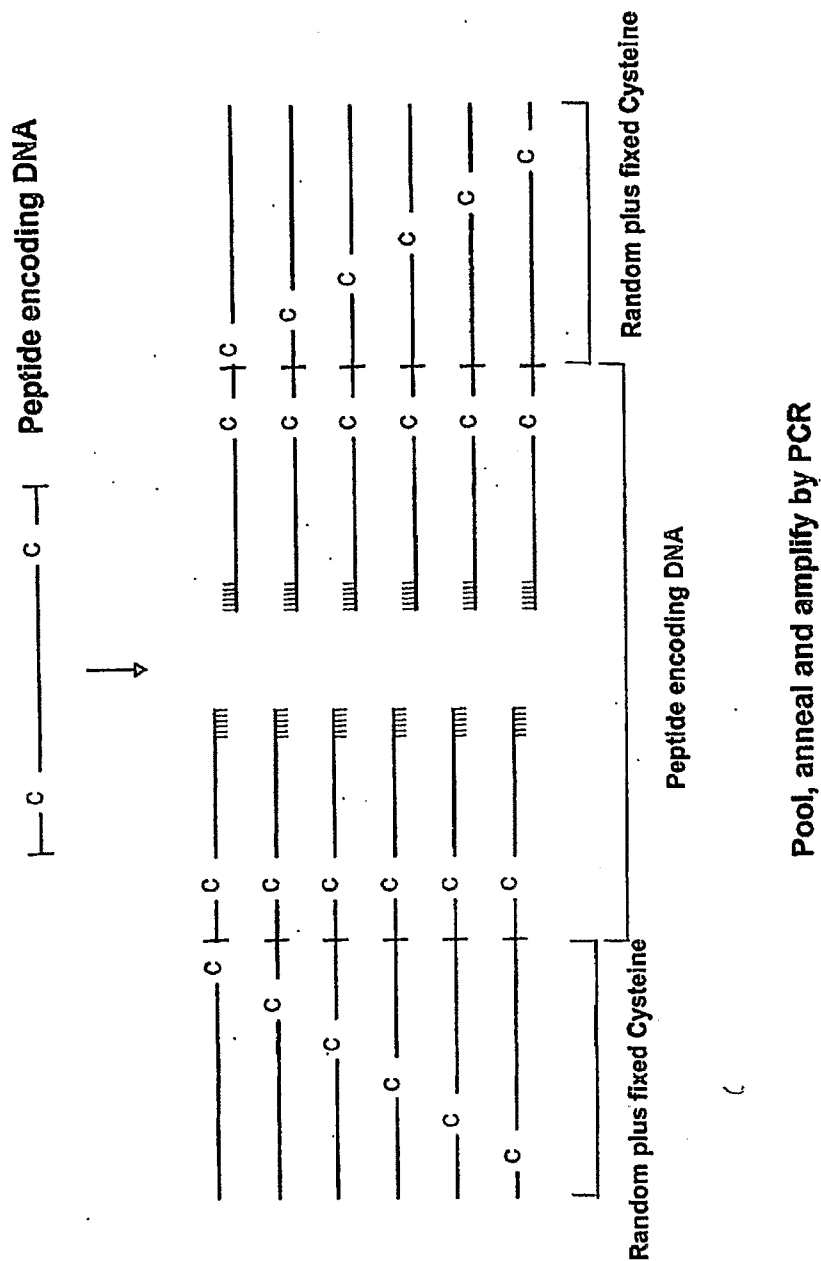 C C Peptide encoding DNA
C C C C
C C C C
C C C C
C C C C
C C C C
C C C C
Random plus fixed Cysteine Random plus fixed Cysteine
Peptide encoding DNA
Pool, anneal and amplify by PCR